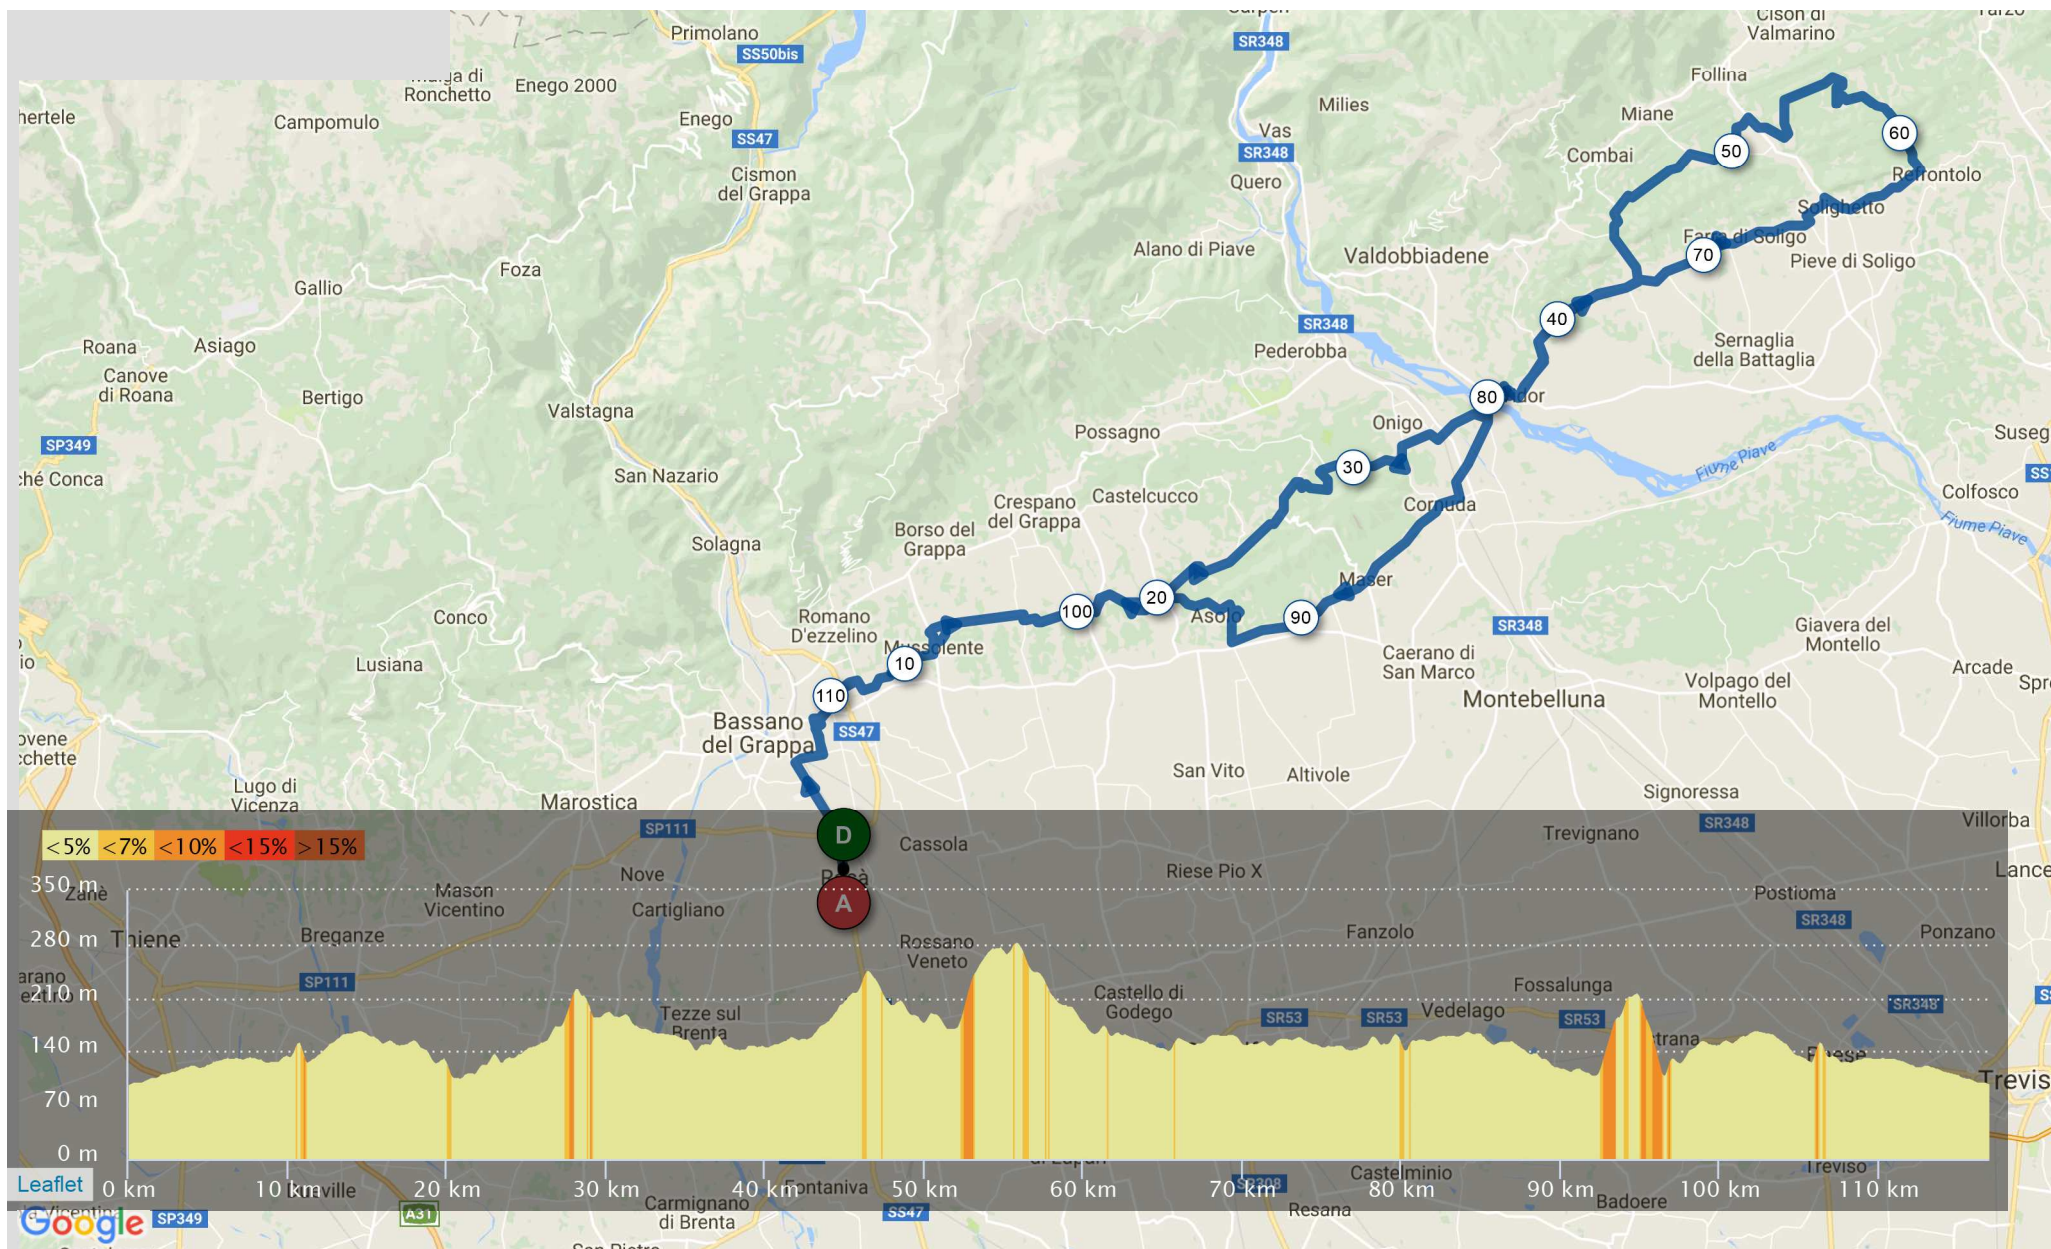 Cison di
Valmarino
Primolano
SR348
SS50bis
Follina
Ronchetto
Enego 2000
Milies
Miane
hertele
Campomulo
Enego
SS47
Vas
60
SR348
50
Combai
Cismon
del Grappa
Quero
Refrontolo
Solighetto
Alano di Piave
Valdobbiadene
Farra di Soligo
70
Pieve di Soligo
Foza
Gallio
SR348
40
Roana
Asiago
Pederobba
Sernaglia
della Battaglia
Canove
di Roana
Bertigo
80
Valstagna
Onigo
Possagno
SP349
Suseg
Fiume Piave
30
ché Conca
San Nazario
Crespano
del Grappa
Castelcucco
Cornuda
Colfosco
Borso del
Grappa
Fiume Piave
Solagna
Maser
20
100
Conco
Romano
D'ezzelino
Asolo
90
SR348
Giavera del
Montello
Mussolente
10
Lusiana
Caerano di
San Marco
Arcade
110
Volpago del
Montello
Montebelluna
Bassano
del Grappa
SS47
San Vito
Altivole
Lugo di
Vicenza
Marostica
Signoressa
SP111
D
Cassola
Trevignano
SR348
Villorba
<5% <7% <10% <15% >15%
Nove
Rosà
Riese Pio X
350 m
Zanè
Mason
Vicentino
Cartigliano
A
Postioma
SR348
280 m
Thiene
Breganze
Rossano
Veneto
Fanzolo
Ponzano
SP111
210 m
Castello di
Godego
Fossalunga
SR348
Tezze sul
Brenta
SR53
SR53
Vedelago
SR53
140 m
Paese
70 m
Trevis
0 m
Treviso
Leaflet
0 km 10 km 20 km 30 km 40 km 50 km 60 km 70 km 80 km 90 km 100 km 110 km
Fontaniva
Castelminio
Badoere
Google
SP349
A31
Carmignano
di Brenta
SS47
Resana
San Pietro